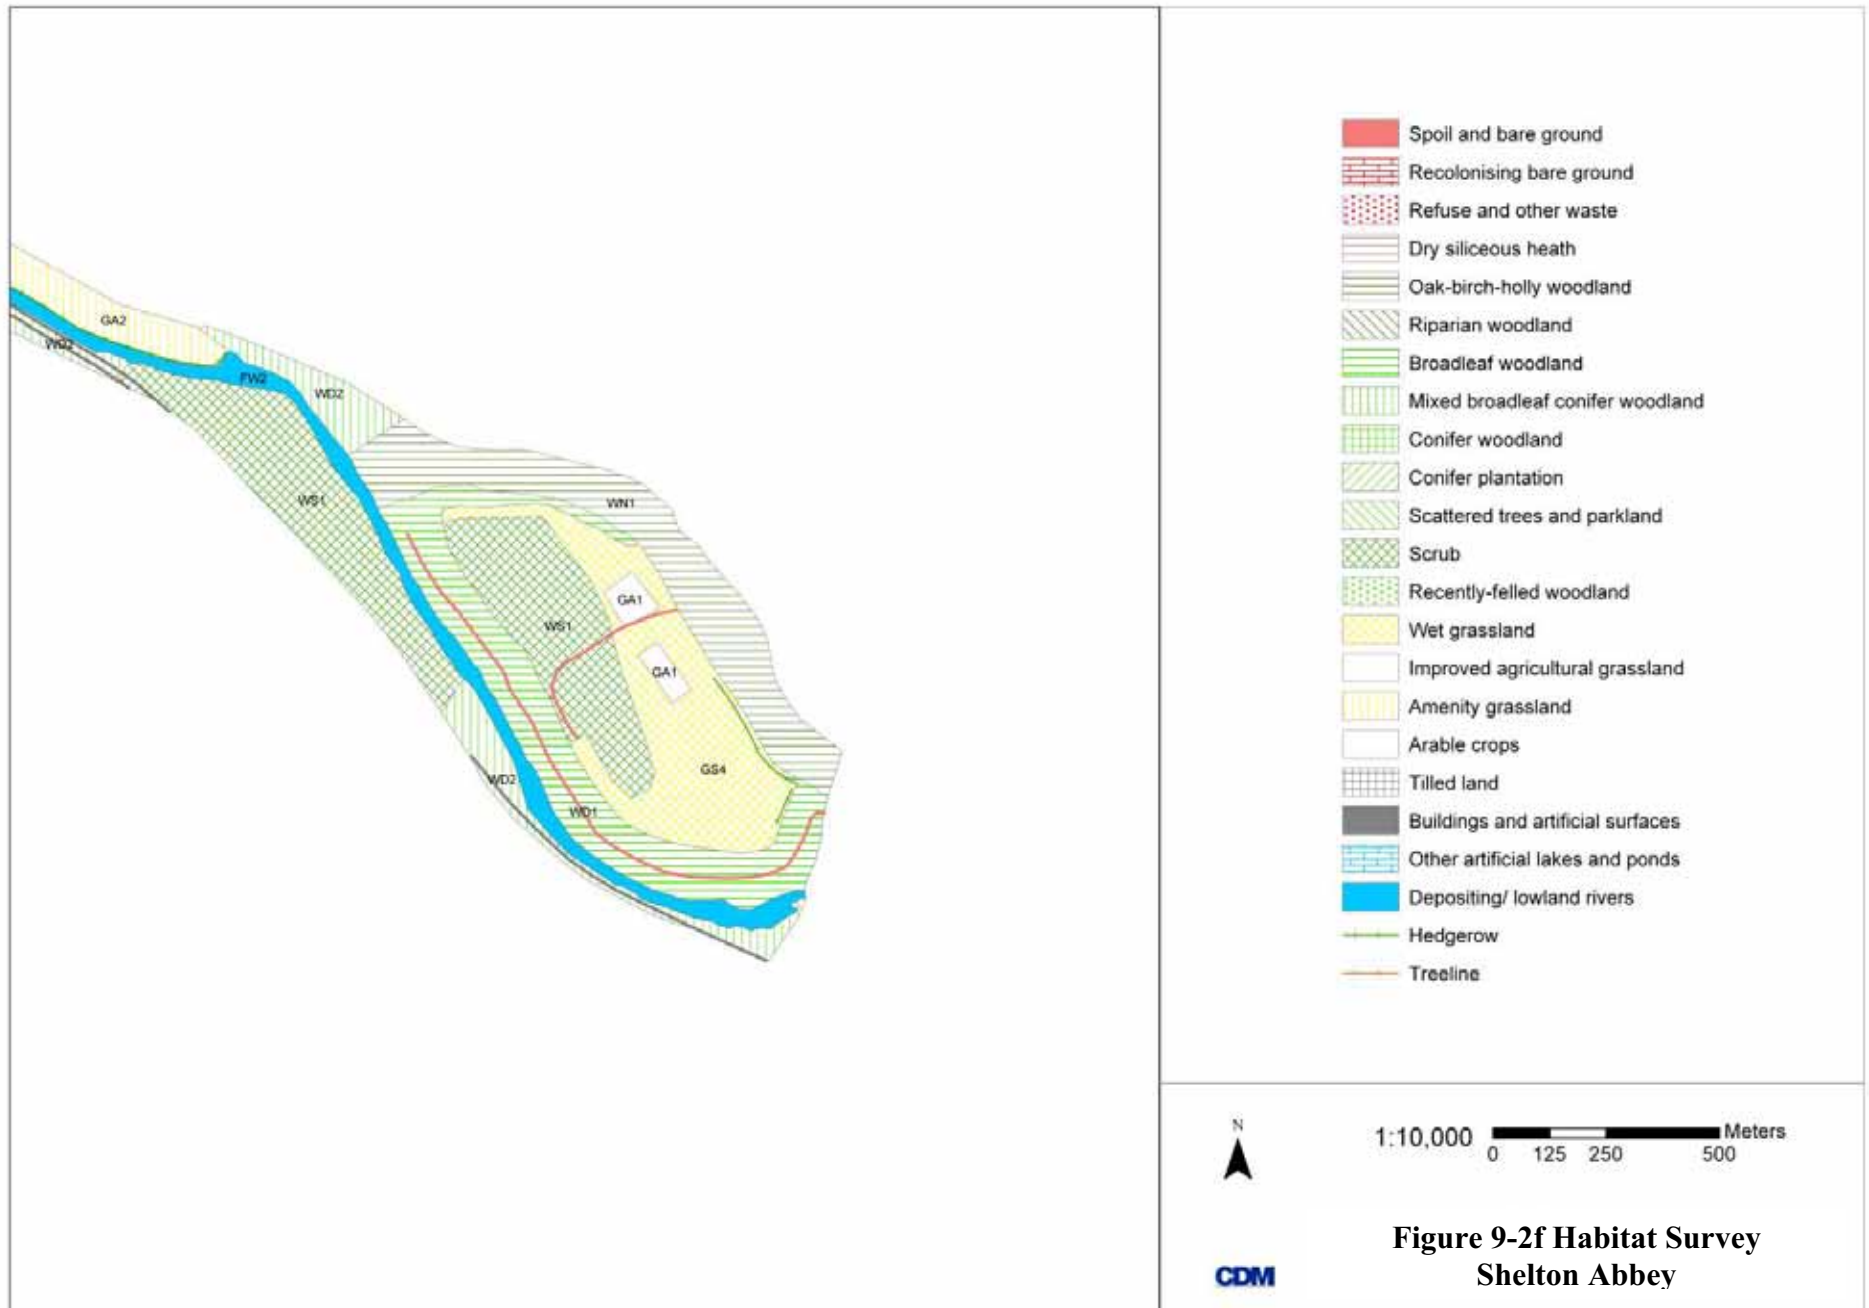 GA2
WD2
FW2
WD2
WS1
WN1
GA1
WS1
GA1
GS4
WD2
WD1
Spoil and bare ground
Recolonising bare ground
Refuse and other waste
Dry siliceous heath
Oak-birch-holly woodland
Riparian woodland
Broadleaf woodland
Mixed broadleaf conifer woodland
Conifer woodland
Conifer plantation
Scattered trees and parkland
Scrub
Recently-felled woodland
Wet grassland
Improved agricultural grassland
Amenity grassland
Arable crops
Tilled land
Buildings and artificial surfaces
Other artificial lakes and ponds
Depositing/ lowland rivers
Hedgerow
Treeline
N
1:10,000
Meters
0 125 250 500
Figure 9-2f Habitat Survey
Shelton Abbey
CDM